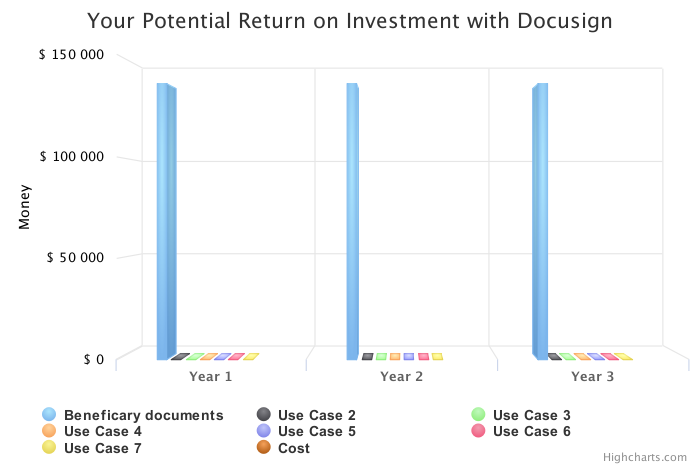 Your Potential Return on Investment with Docusign
$ 150 000
$ 100 000
$ 50 000
$ 0
Money
Year 1
Year 2
Year 3
Beneficary documents
Use Case 2
Use Case 3
Use Case 4
Use Case 5
Use Case 6
Use Case 7
Cost
Highcharts.com